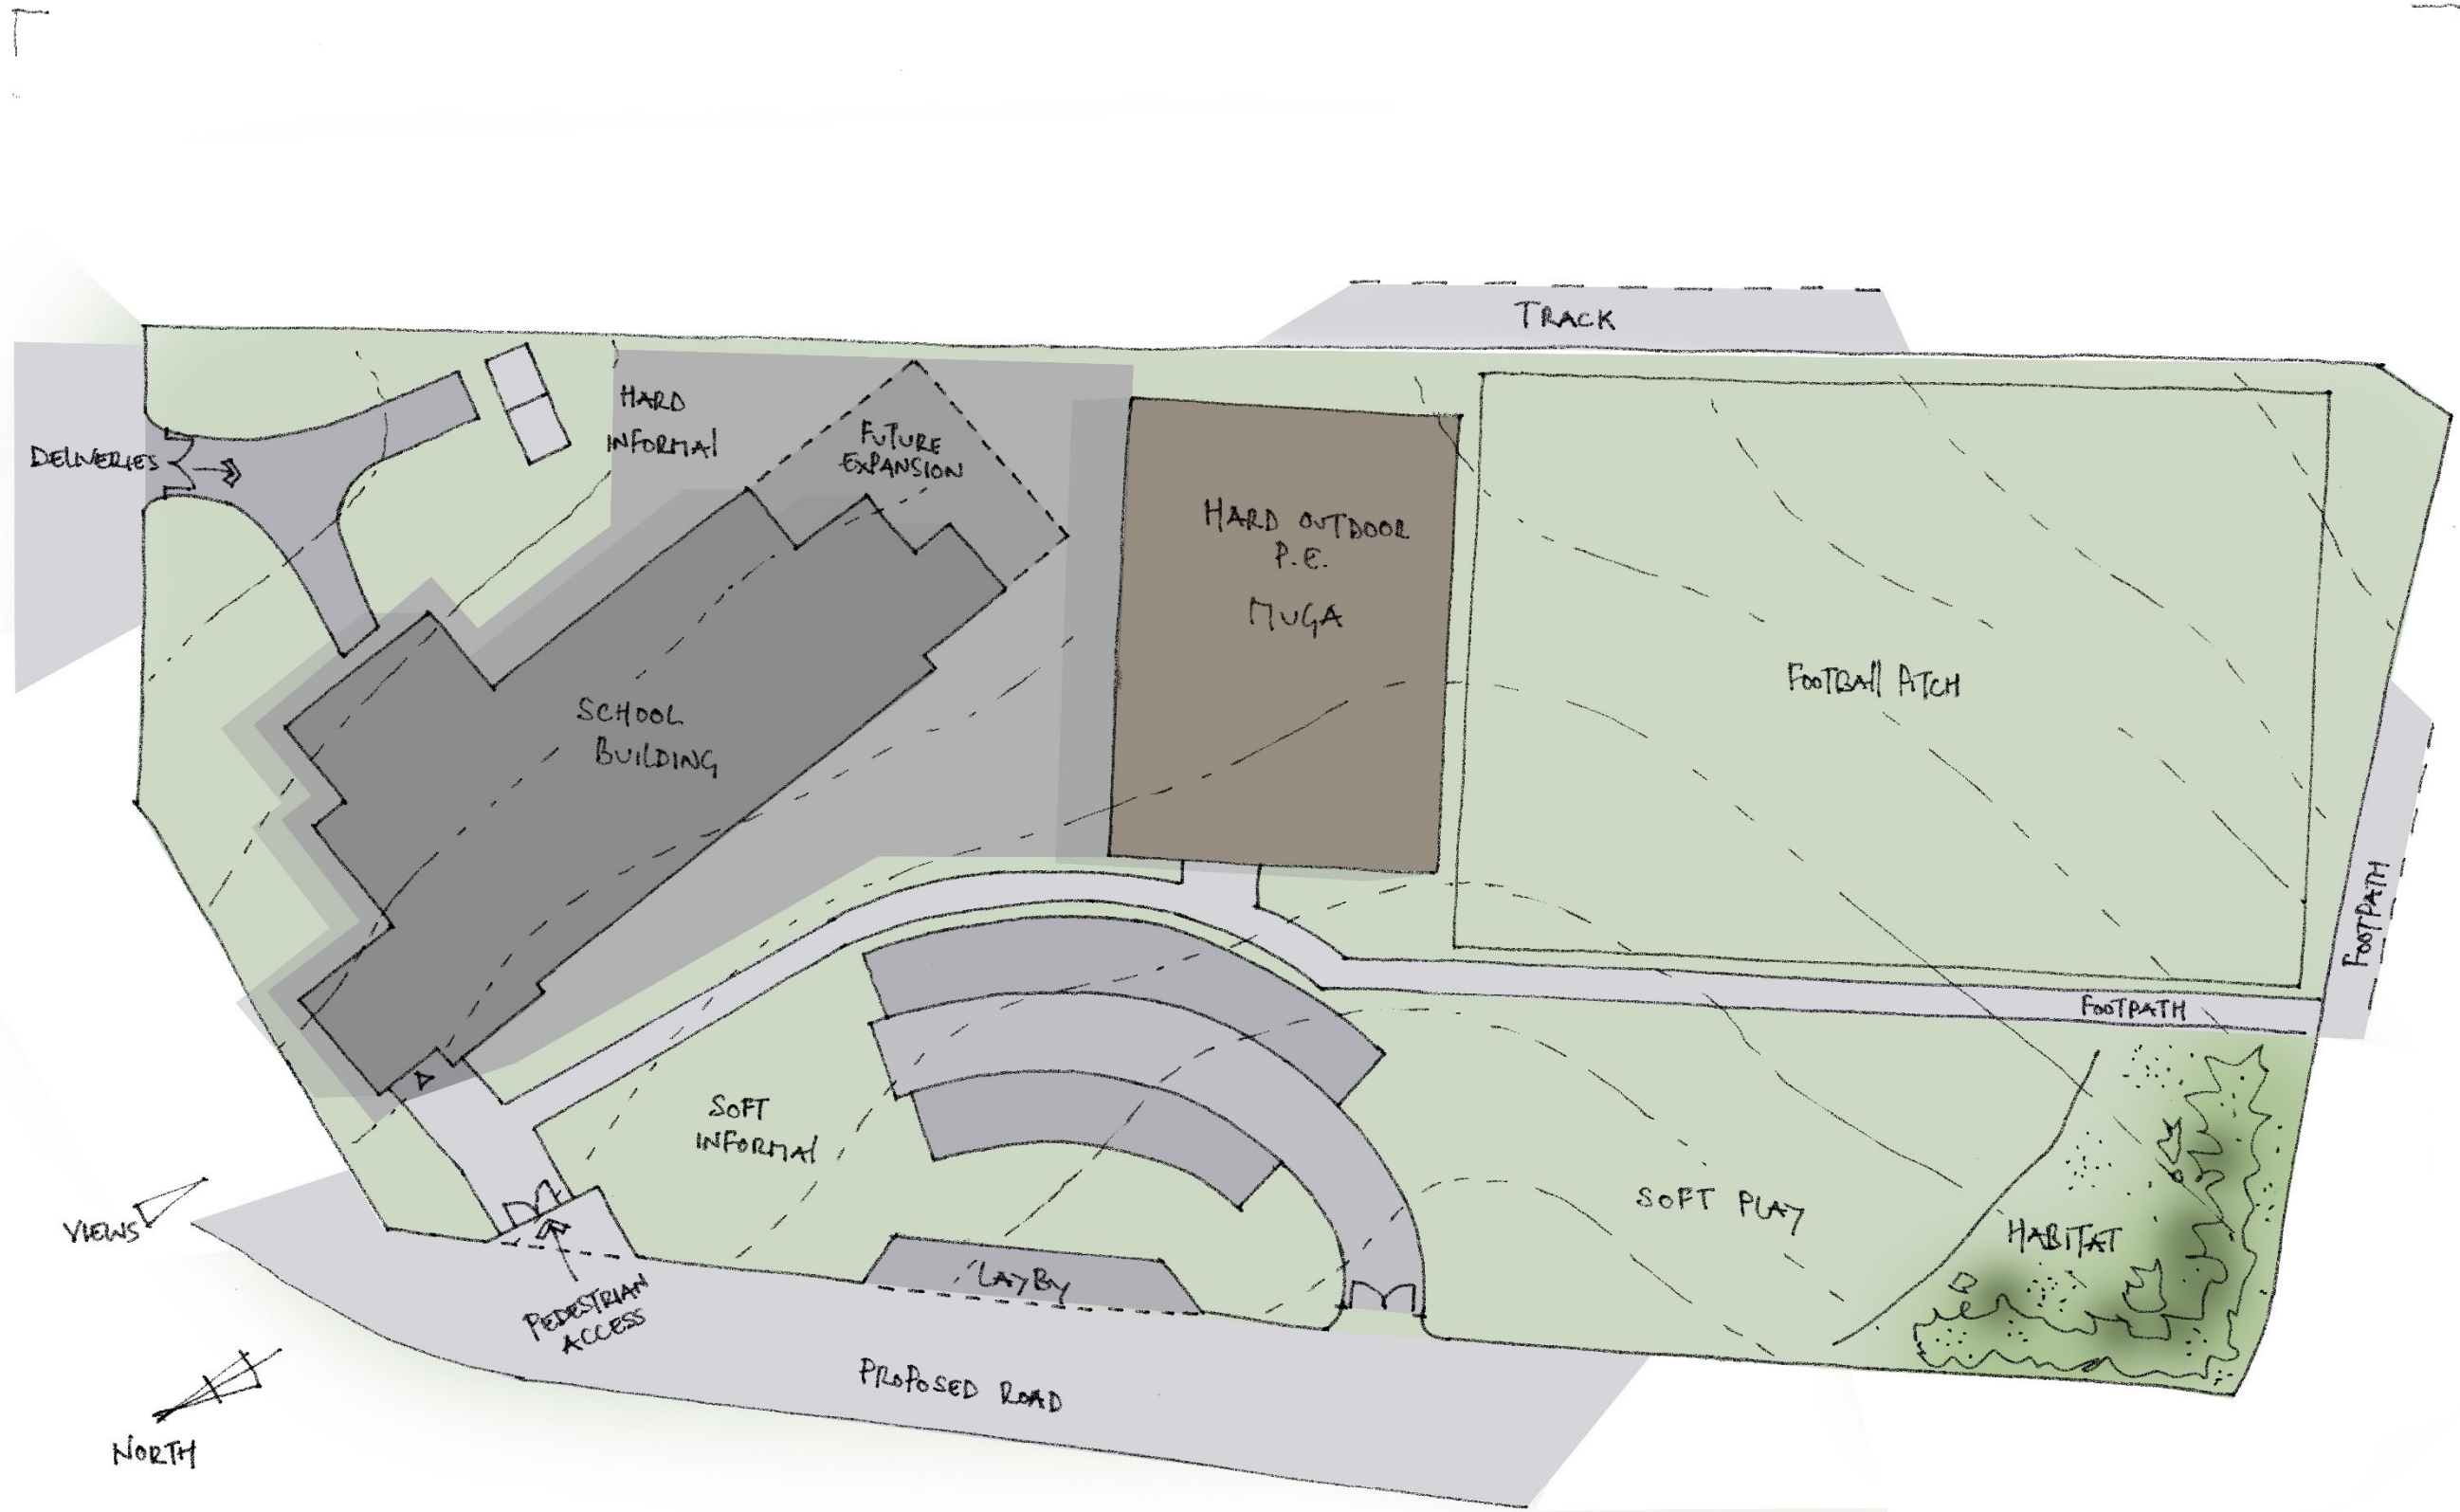 TRACK
HARD
INFORMAL
DELIVERIES
FUTURE
EXPANSION
HARD OUTDOOR
P.E.
MUGA
FOOTBALL PITCH
SCHOOL
BUILDING
FOOTPATH
FOOTPATH
SOFT
INFORMAL
SOFT PLAY
HABITAT
VIEWS
LAYBY
PEDESTRIAN
ACCESS
PROPOSED ROAD
NORTH